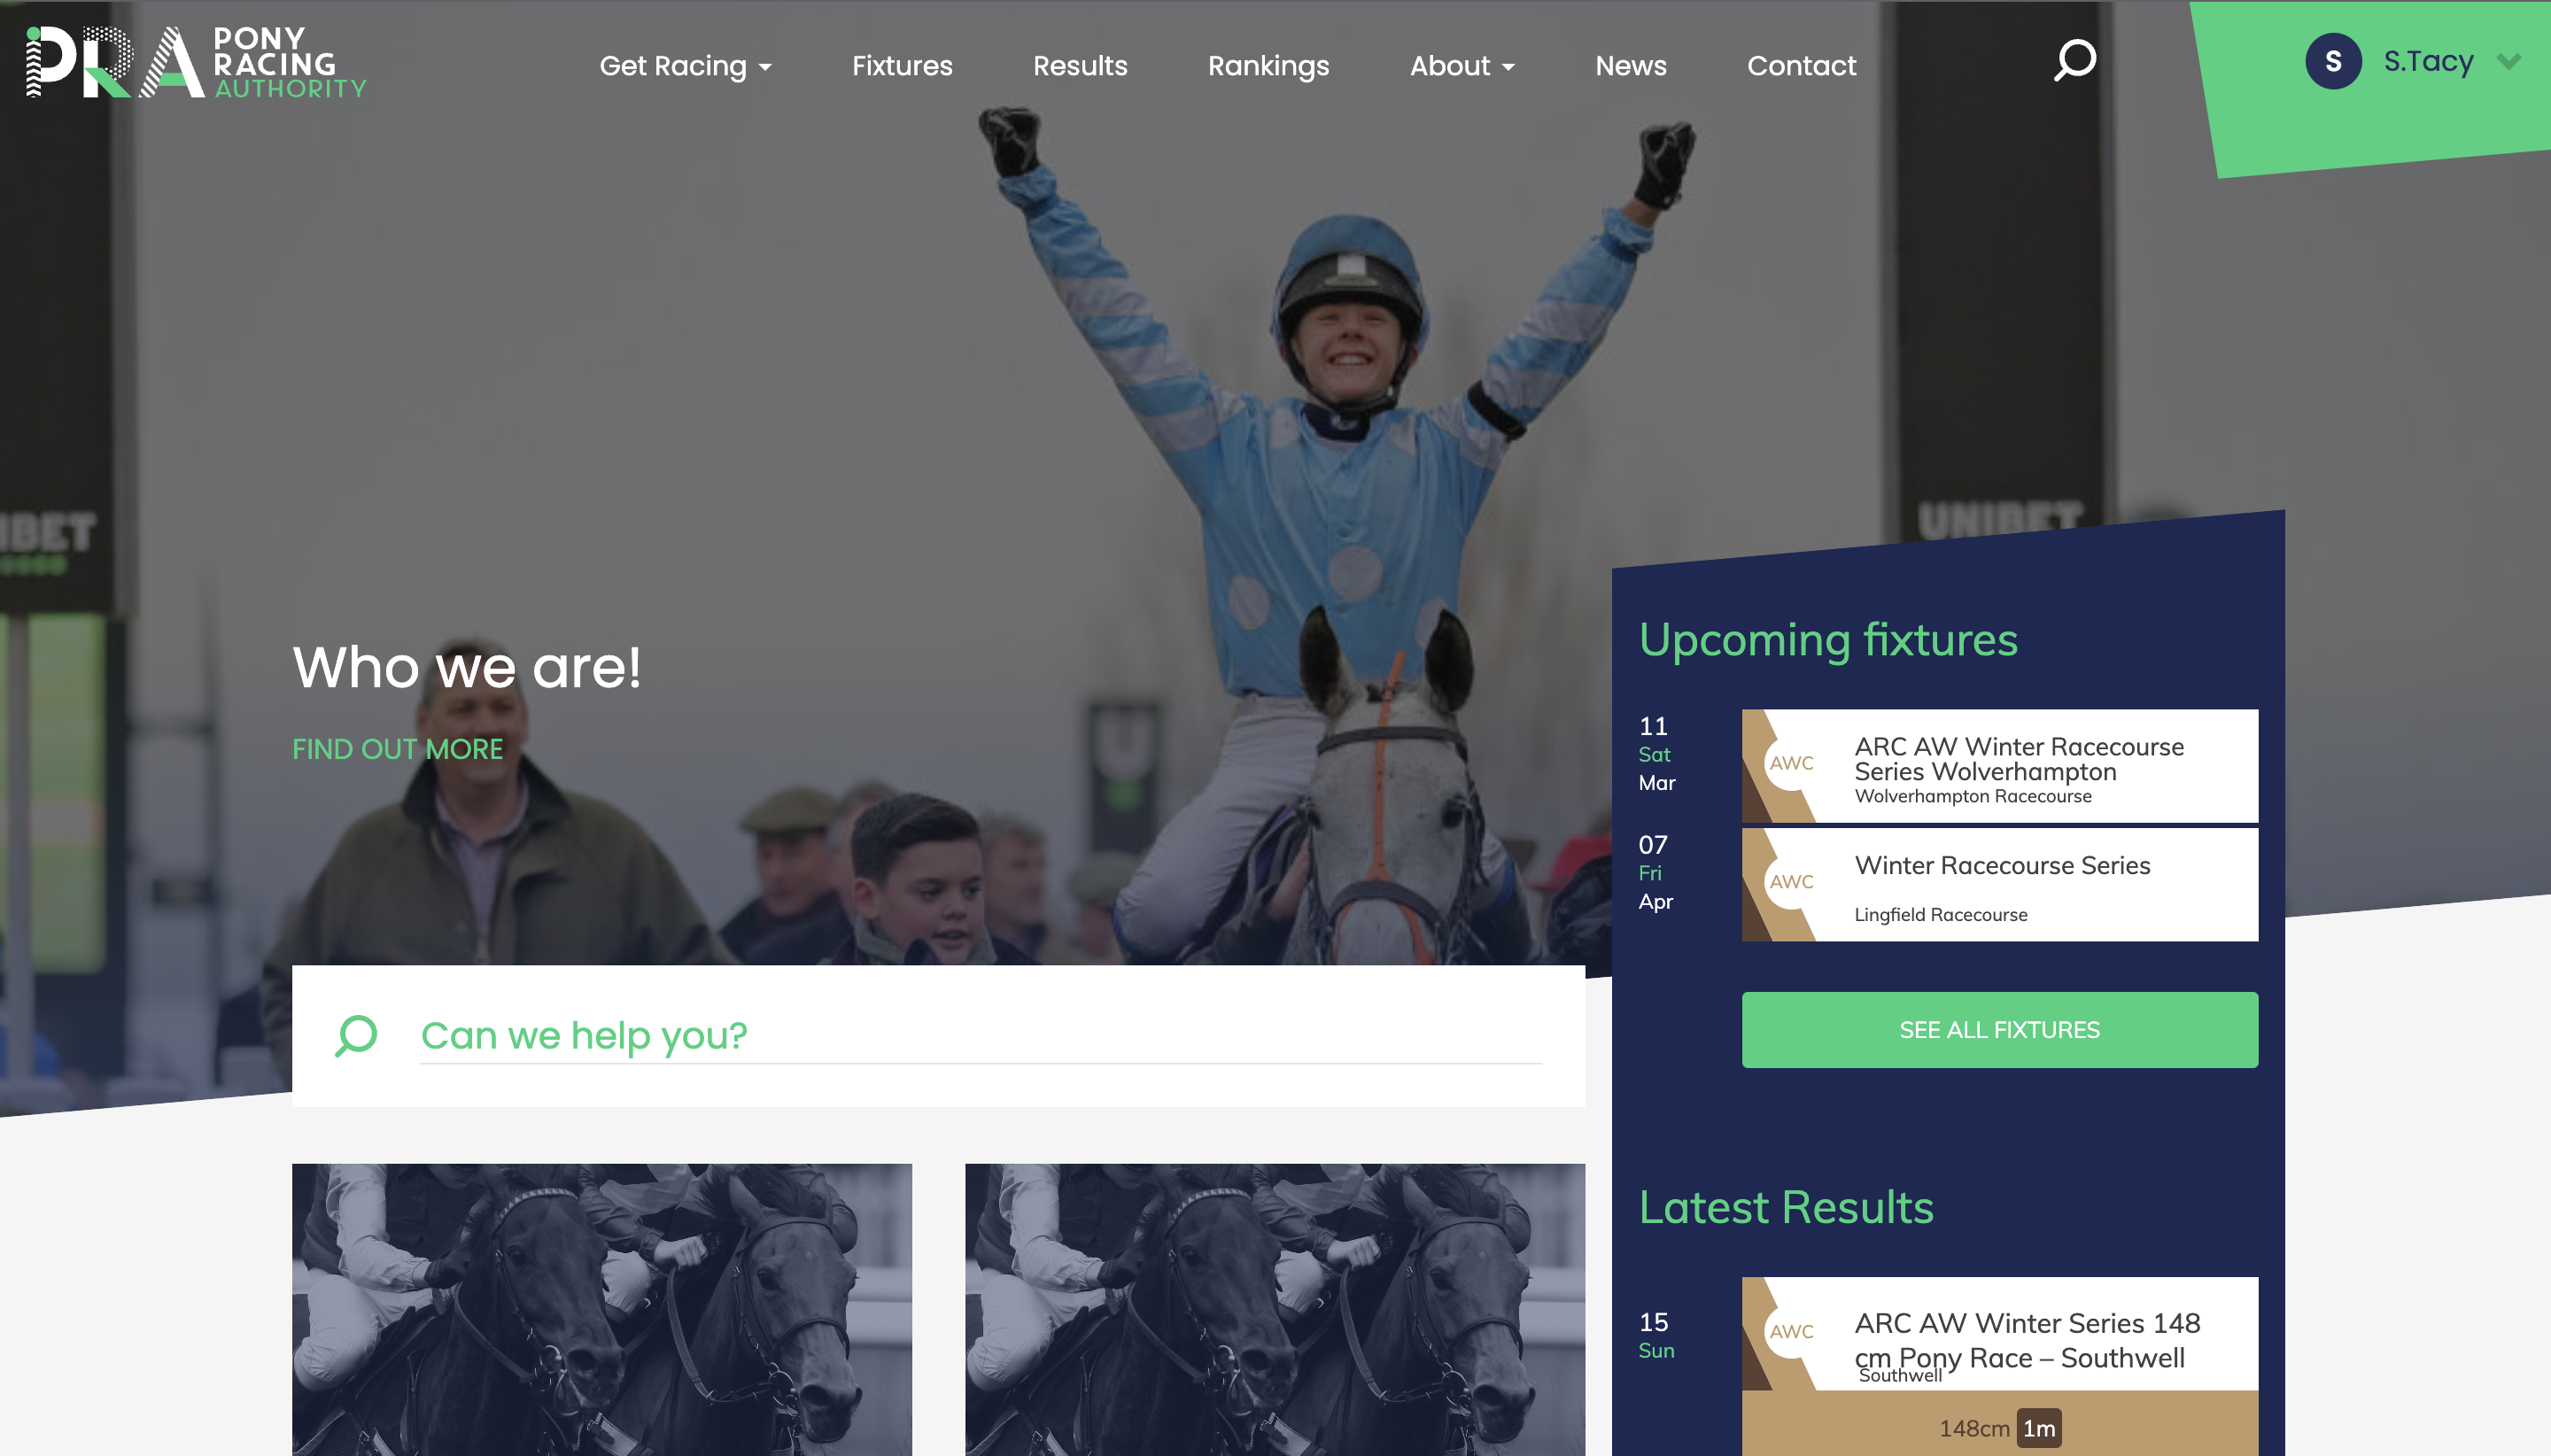 PRA
PONY
RACING
AUTHORITY
Get Racing
Fixtures
Results
Rankings
About
News
Contact
S
S.Tacy
IBET
UNIBET
U
Who we are!
FIND OUT MORE
Can we help you?
Upcoming fixtures
11
Sat
Mar
AWC
ARC AW Winter Racecourse
Series Wolverhampton
Wolverhampton Racecourse
07
Fri
Apr
AWC
Winter Racecourse Series
Lingfield Racecourse
SEE ALL FIXTURES
Latest Results
15
Sun
AWC
ARC AW Winter Series 148
cm Pony Race – Southwell
Southwell
148cm 1m